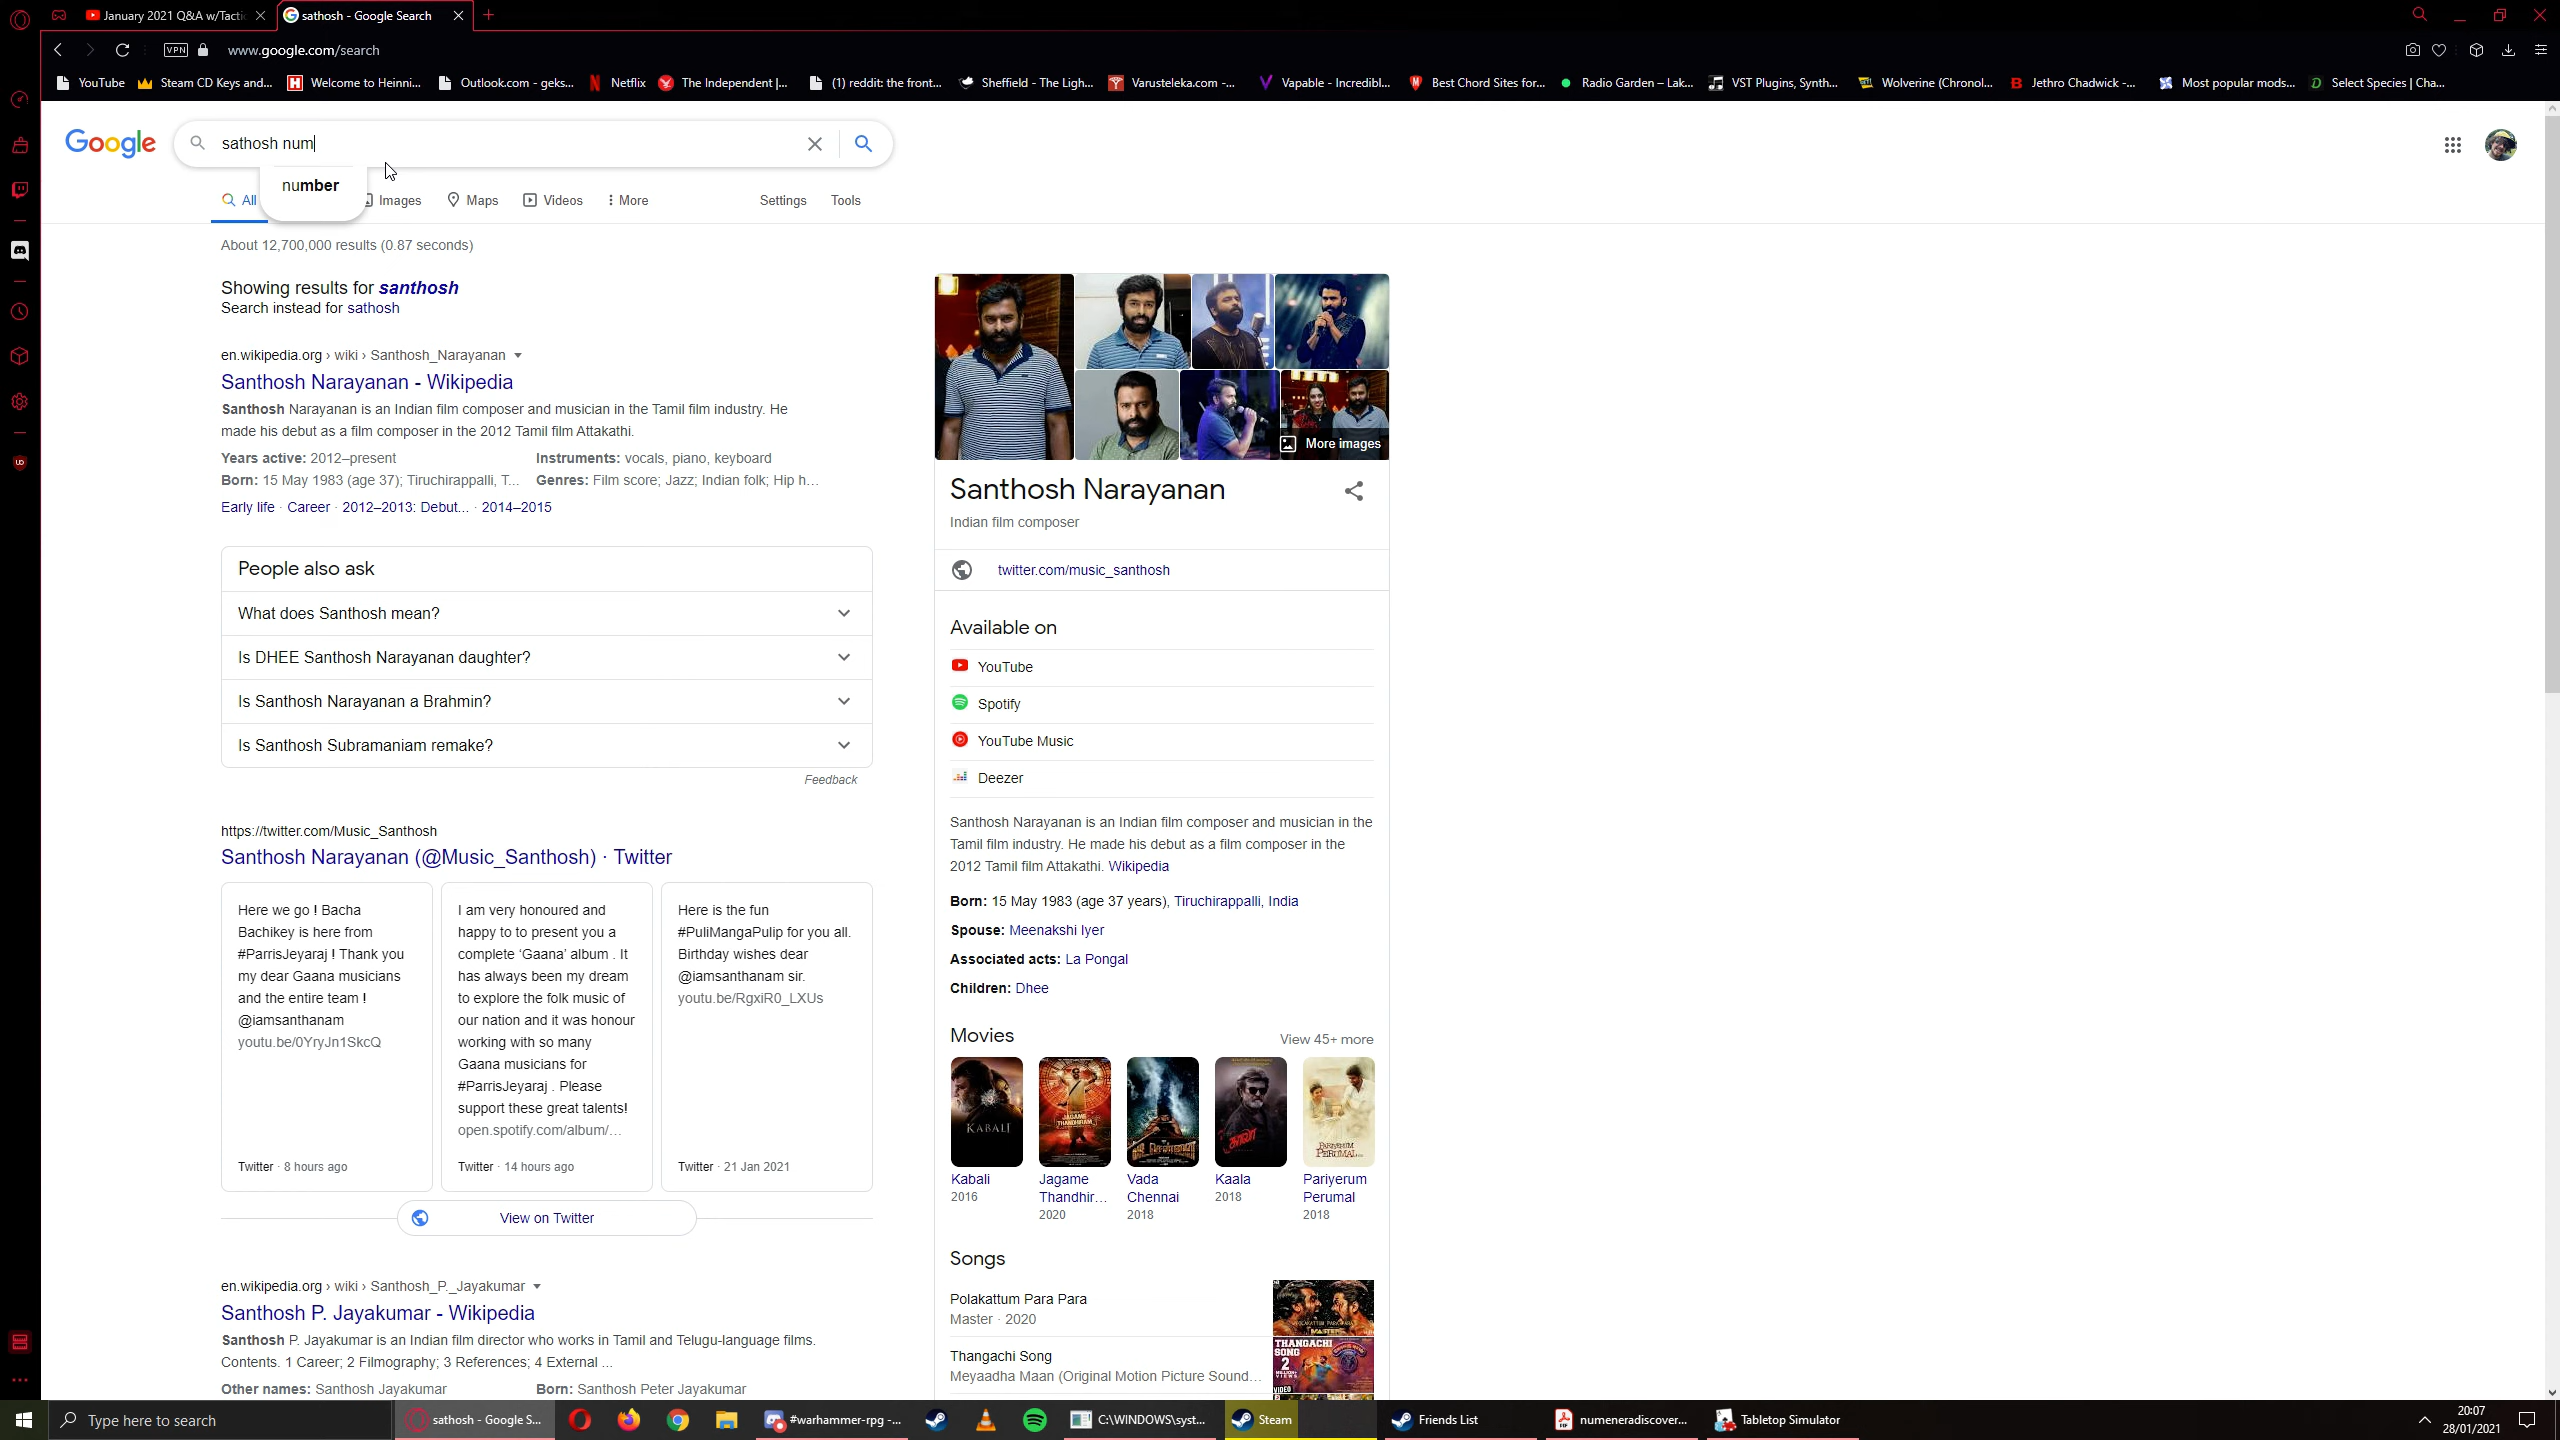 January 2021 Q&A w/Tacti
sathosh - Google Search
VPN
www.google.com/search
YouTube
Steam CD Keys and...
Welcome to Heinni...
Outlook.com - geks...
Netflix
The Independent |...
(1) reddit: the front...
Sheffield - The Ligh...
Varusteleka.com -...
Vapable - Incredibl...
Best Chord Sites for...
Radio Garden – Lak...
VST Plugins, Synth...
Wolverine (Chronol...
Jethro Chadwick -...
Most popular mods...
Select Species | Cha...
Google
sathosh num
number
All
Images
Maps
Videos
More
Settings
Tools
About 12,700,000 results (0.87 seconds)
Showing results for santhosh
Search instead for sathosh
en.wikipedia.org › wiki › Santhosh_Narayanan
Santhosh Narayanan - Wikipedia
Santhosh Narayanan is an Indian film composer and musician in the Tamil film industry. He
made his debut as a film composer in the 2012 Tamil film Attakathi.
Years active: 2012–present
Instruments: vocals, piano, keyboard
Born: 15 May 1983 (age 37); Tiruchirappalli, T...
Genres: Film score; Jazz; Indian folk; Hip h...
Early life · Career · 2012–2013: Debut... · 2014–2015
People also ask
What does Santhosh mean?
Is DHEE Santhosh Narayanan daughter?
Is Santhosh Narayanan a Brahmin?
Is Santhosh Subramaniam remake?
Feedback
https://twitter.com/Music_Santhosh
Santhosh Narayanan (@Music_Santhosh) · Twitter
Here we go ! Bacha
Bachikey is here from
#ParrisJeyaraj ! Thank you
my dear Gaana musicians
and the entire team !
@iamsanthanam
youtu.be/0YryJn1SkcQ
Twitter · 8 hours ago
I am very honoured and
happy to to present you a
complete ‘Gaana’ album . It
has always been my dream
to explore the folk music of
our nation and it was honour
working with so many
Gaana musicians for
#ParrisJeyaraj . Please
support these great talents!
open.spotify.com/album/...
Twitter · 14 hours ago
Here is the fun
#PuliMangaPulip for you all.
Birthday wishes dear
@iamsanthanam sir.
youtu.be/RgxiR0_LXUs
Twitter · 21 Jan 2021
View on Twitter
en.wikipedia.org › wiki › Santhosh_P._Jayakumar
Santhosh P. Jayakumar - Wikipedia
Santhosh P. Jayakumar is an Indian film director who works in Tamil and Telugu-language films.
Contents. 1 Career; 2 Filmography; 3 References; 4 External ...
Other names: Santhosh Jayakumar
Born: Santhosh Peter Jayakumar
More images
Santhosh Narayanan
Indian film composer
twitter.com/music_santhosh
Available on
YouTube
Spotify
YouTube Music
Deezer
Santhosh Narayanan is an Indian film composer and musician in the
Tamil film industry. He made his debut as a film composer in the
2012 Tamil film Attakathi. Wikipedia
Born: 15 May 1983 (age 37 years), Tiruchirappalli, India
Spouse: Meenakshi Iyer
Associated acts: La Pongal
Children: Dhee
Movies
View 45+ more
KABALI
JAGAME
THANDHIRAM
PARIYERUM
PERUMAL
Kabali
2016
Jagame
Thandhir...
2020
Vada
Chennai
2018
Kaala
2018
Pariyerum
Perumal
2018
Songs
Polakattum Para Para
Master · 2020
MASTER
Thangachi Song
Meyaadha Maan (Original Motion Picture Sound...
THANGACHI
SONG
2
VIDEO
Type here to search
sathosh - Google S...
#warhammer-rpg -...
C:\WINDOWS\syst...
Steam
Friends List
numeneradiscover...
Tabletop Simulator
20:07
28/01/2021